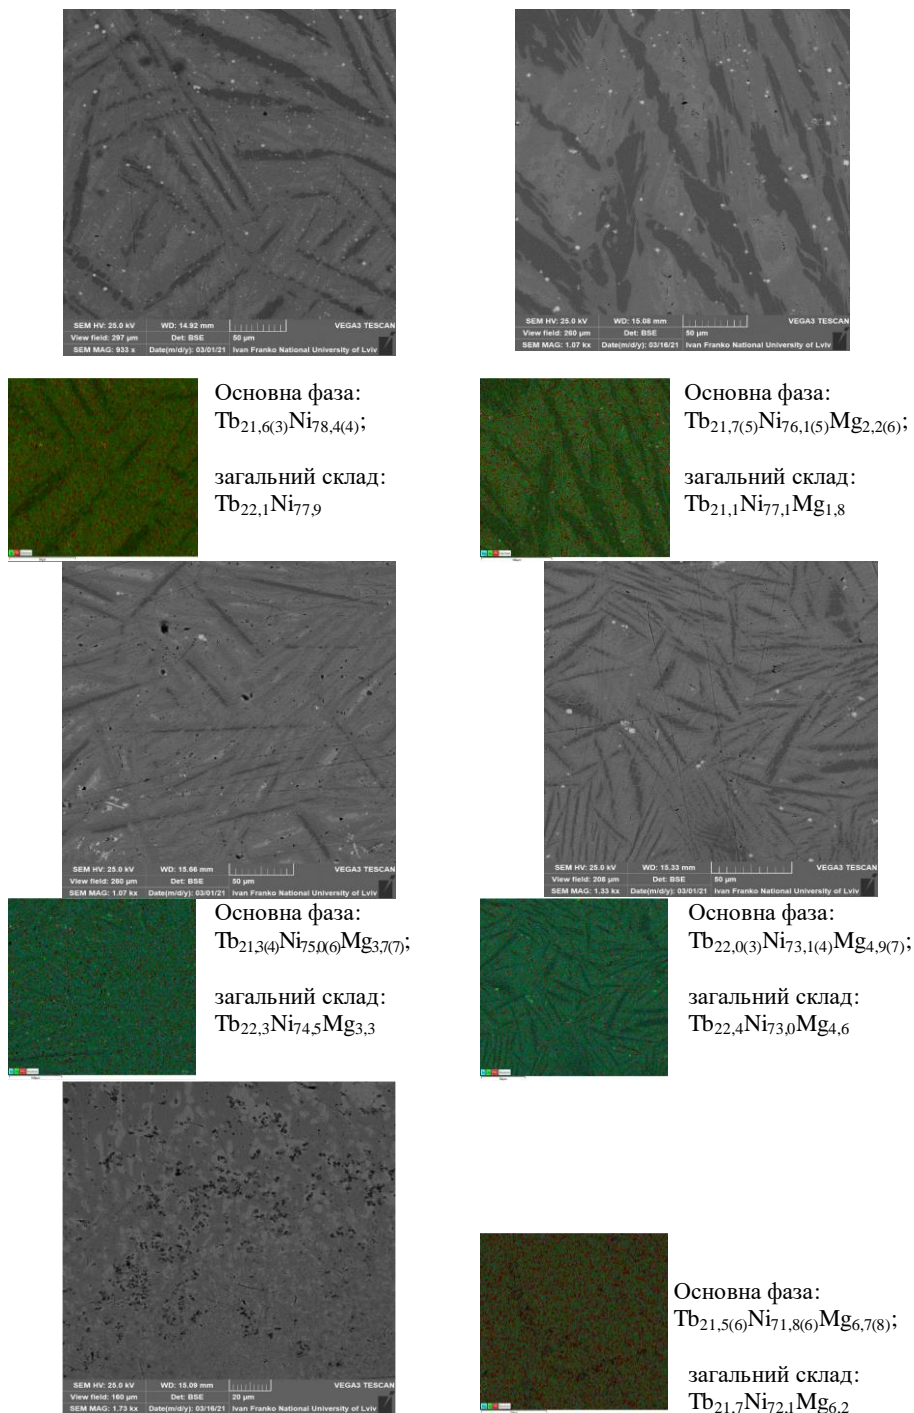 SEM HV: 25.0 kV WD: 14.92 mm VEGA3 TESCAN
View field: 297 µm Det: BSE 50 µm
SEM MAG: 933 x Date(m/d/y): 03/01/21 Ivan Franko National University of Lviv
SEM HV: 25.0 kV WD: 15.08 mm VEGA3 TESCAN
View field: 260 µm Det: BSE 50 µm
SEM MAG: 1.07 kx Date(m/d/y): 03/16/21 Ivan Franko National University of Lviv
Основна фаза:
Tb21,6(3)Ni78,4(4);
загальний склад:
Tb22,1Ni77,9
Основна фаза:
Tb21,7(5)Ni76,1(5)Mg2,2(6);
загальний склад:
Tb21,1Ni77,1Mg1,8
SEM HV: 25.0 kV WD: 15.66 mm VEGA3 TESCAN
View field: 260 µm Det: BSE 50 µm
SEM MAG: 1.07 kx Date(m/d/y): 03/01/21 Ivan Franko National University of Lviv
SEM HV: 25.0 kV WD: 15.33 mm VEGA3 TESCAN
View field: 208 µm Det: BSE 50 µm
SEM MAG: 1.33 kx Date(m/d/y): 03/01/21 Ivan Franko National University of Lviv
Основна фаза:
Tb21,3(4)Ni75,0(6)Mg3,7(7);
загальний склад:
Tb22,3Ni74,5Mg3,3
Основна фаза:
Tb22,0(3)Ni73,1(4)Mg4,9(7);
загальний склад:
Tb22,4Ni73,0Mg4,6
SEM HV: 25.0 kV WD: 15.09 mm VEGA3 TESCAN
View field: 160 µm Det: BSE 20 µm
SEM MAG: 1.73 kx Date(m/d/y): 03/16/21 Ivan Franko National University of Lviv
Основна фаза:
Tb21,5(6)Ni71,8(6)Mg6,7(8);
загальний склад:
Tb21,7Ni72,1Mg6,2